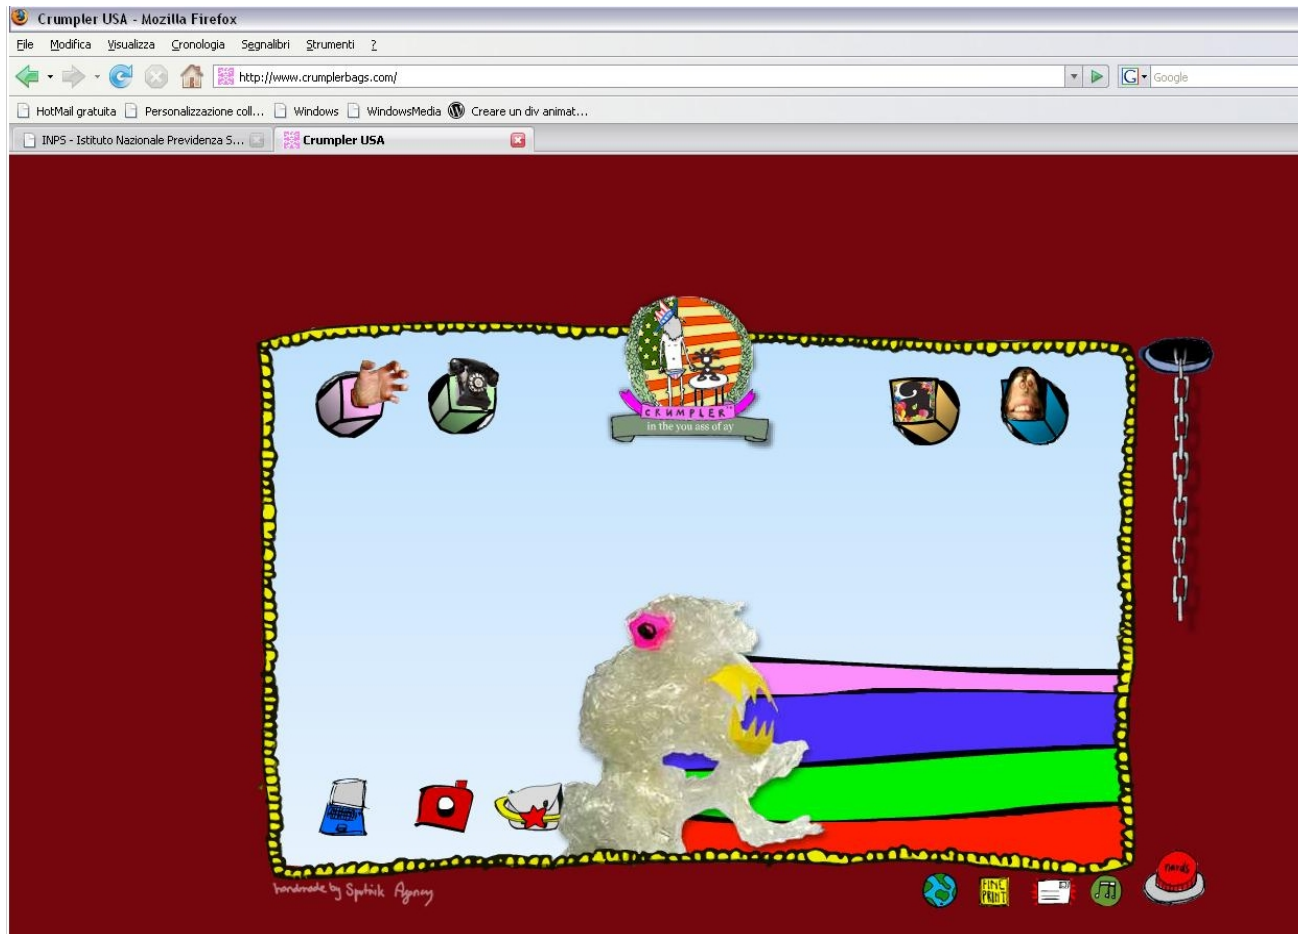 Crumpler USA - Mozilla Firefox
File Modifica Visualizza Cronologia Segnalibri Strumenti ?
http://www.crumplerbags.com/
G Google
HotMail gratuita Personalizzazione coll... Windows WindowsMedia Creare un div animat...
INPS - Istituto Nazionale Previdenza S... Crumpler USA
CRUMPLER™
in the you ass of ay
handmade by Sputnik Agency
FINE
PRINT
nerds